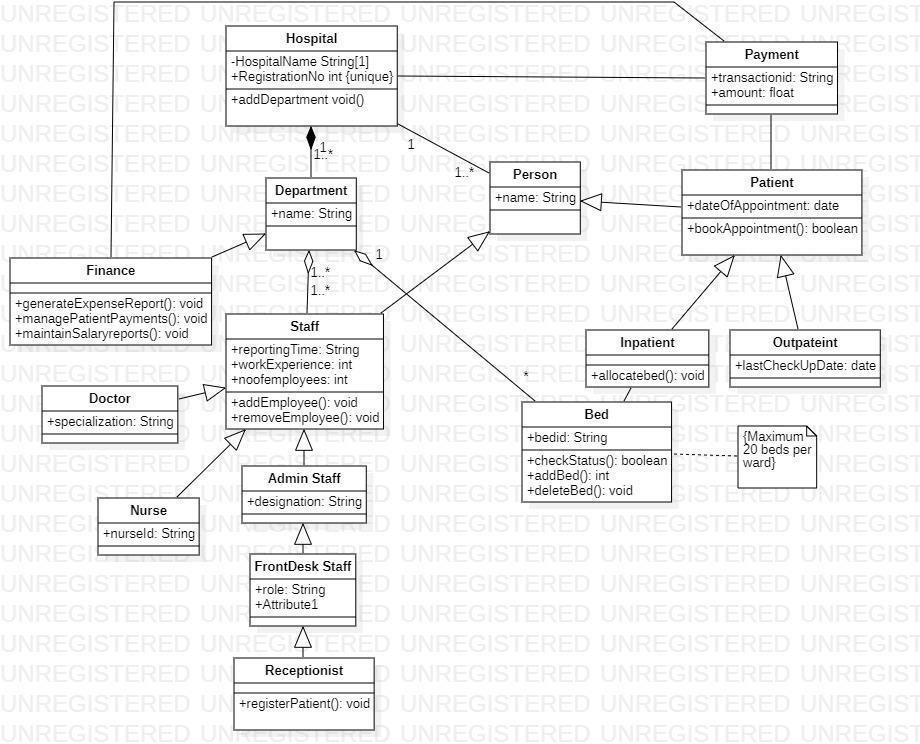 UNREGISTERED
Hospital
-HospitalName String[1]
+RegistrationNo int {unique}
+addDepartment void()
Payment
+transactionid: String
+amount: float
1
1..*
1
1..*
Department
+name: String
Person
+name: String
Patient
+dateOfAppointment: date
+bookAppointment(): boolean
Finance
+generateExpenseReport(): void
+managePatientPayments(): void
+maintainSalaryreports(): void
1..*
1..*
1
*
Staff
+reportingTime: String
+workExperience: int
+noofemployees: int
+addEmployee(): void
+removeEmployee(): void
Inpatient
+allocatebed(): void
Outpateint
+lastCheckUpDate: date
Doctor
+specialization: String
Bed
+bedid: String
+checkStatus(): boolean
+addBed(): int
+deleteBed(): void
{Maximum
20 beds per
ward}
Admin Staff
+designation: String
Nurse
+nurseId: String
FrontDesk Staff
+role: String
+Attribute1
Receptionist
+registerPatient(): void